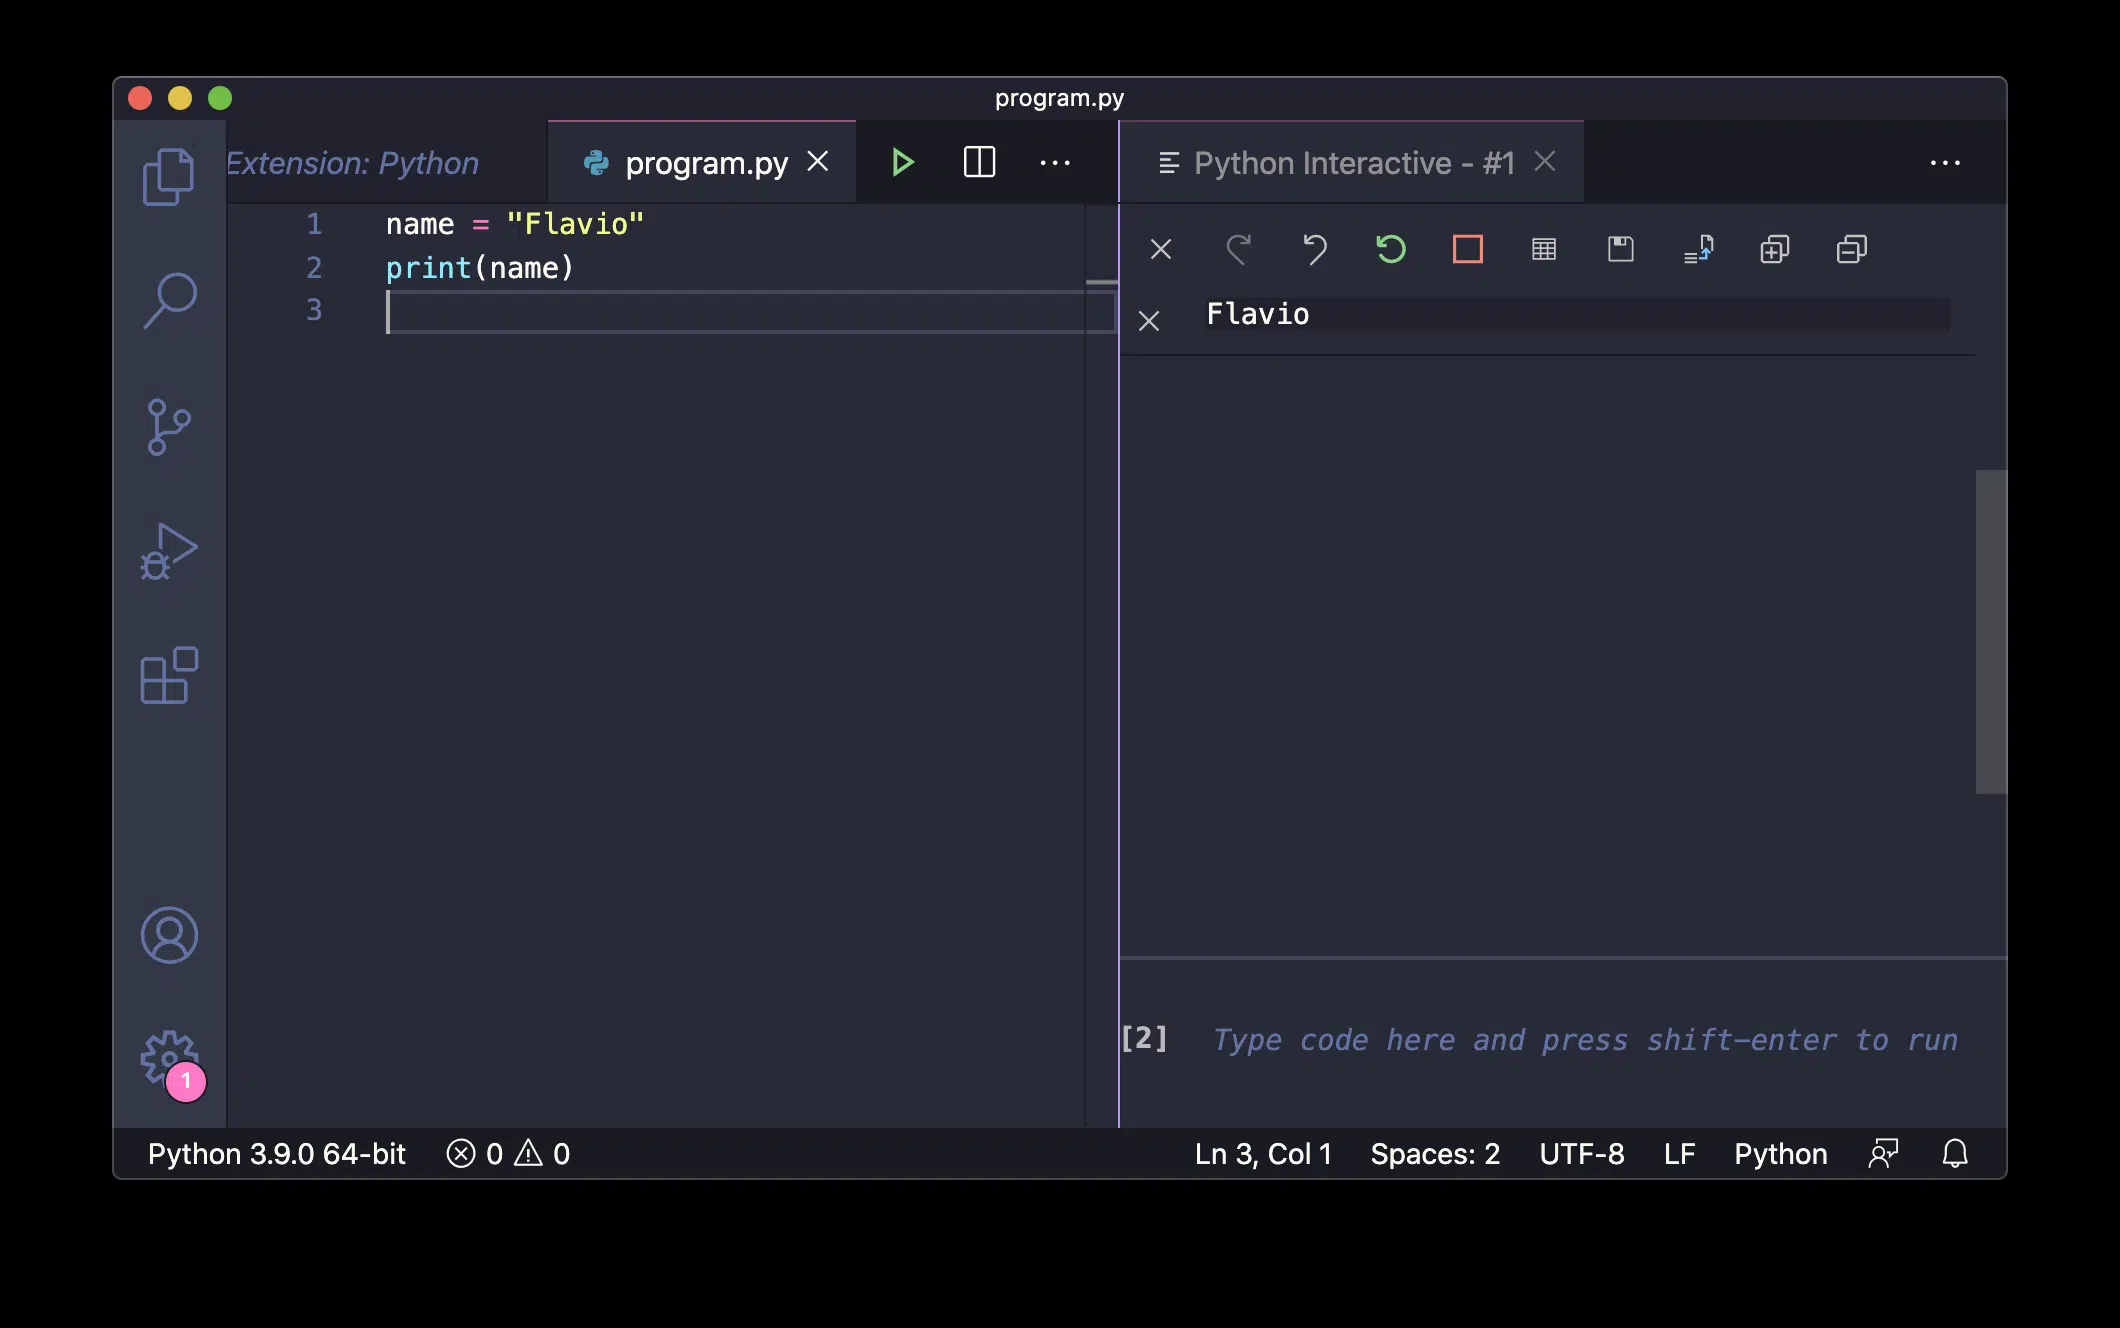 program.py
Extension: Python
program.py
Python Interactive - #1
1 name = "Flavio"
2 print(name)
3
Flavio
[2] Type code here and press shift-enter to run
1
Python 3.9.0 64-bit 0 0 Ln 3, Col 1 Spaces: 2 UTF-8 LF Python